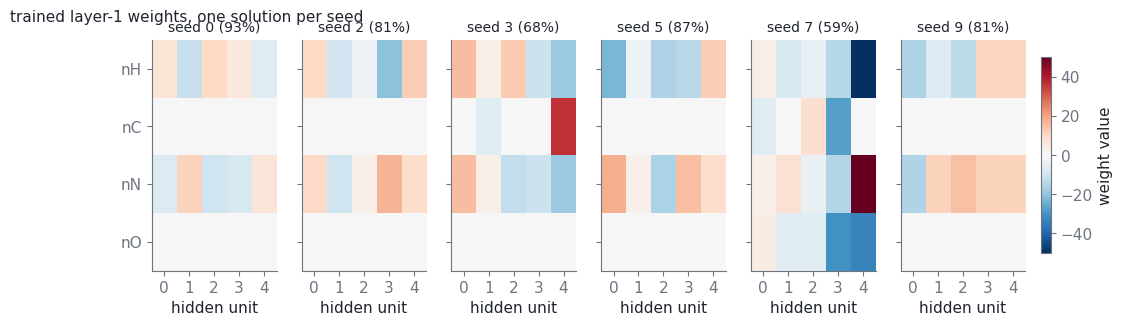 trained layer-1 weights, one solution per seed
seed 0 (93%) seed 2 (81%) seed 3 (68%) seed 5 (87%) seed 7 (59%) seed 9 (81%)
nH
nC
nN
nO
0 1 2 3 4 0 1 2 3 4 0 1 2 3 4 0 1 2 3 4 0 1 2 3 4 0 1 2 3 4
hidden unit hidden unit hidden unit hidden unit hidden unit hidden unit
40
20
0
−20
−40
weight value